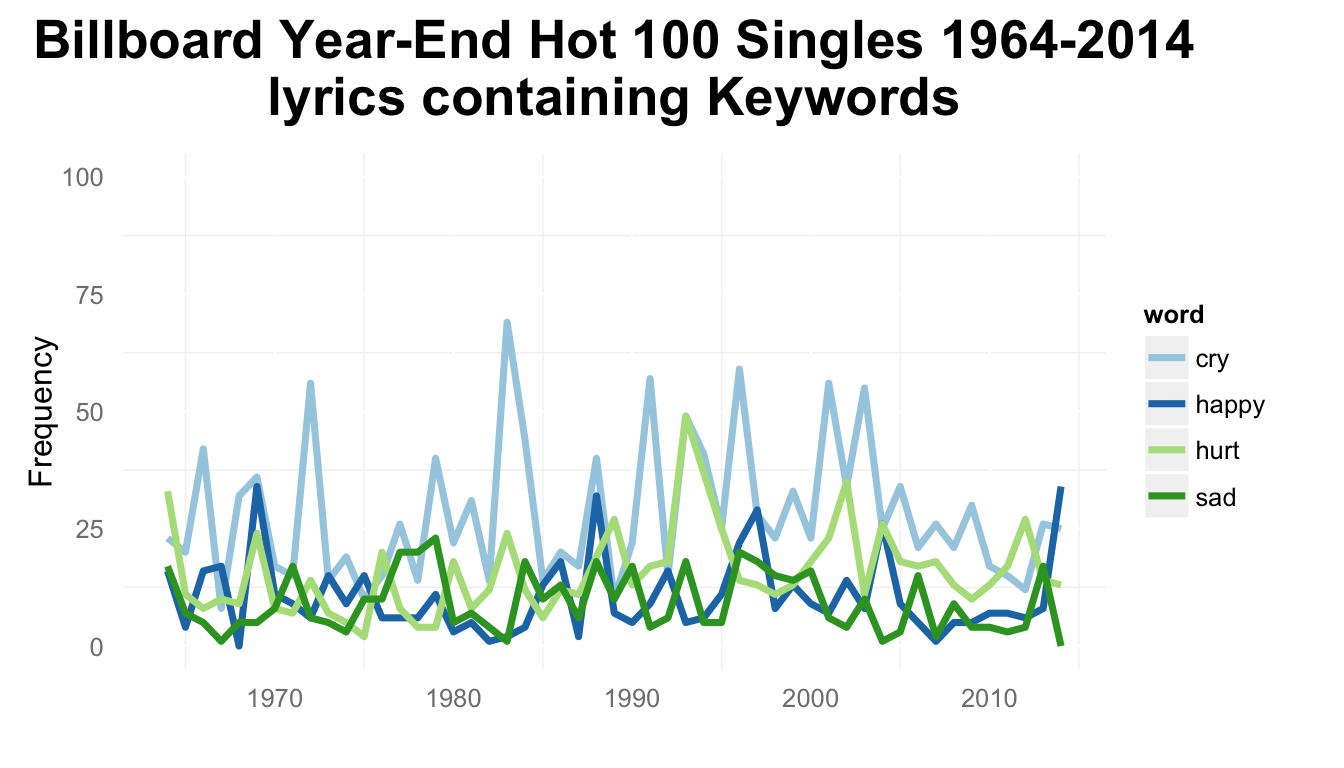 Billboard Year-End Hot 100 Singles 1964-2014
lyrics containing Keywords
100
75
50
25
0
Frequency
1970 1980 1990 2000 2010
word
cry
happy
hurt
sad